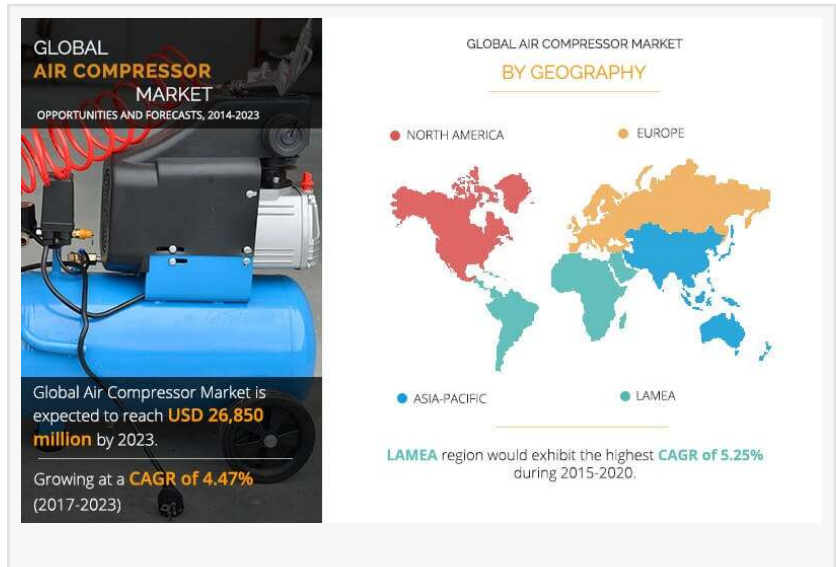 GLOBAL
AIR COMPRESSOR
MARKET
OPPORTUNITIES AND FORECASTS, 2014-2023
Global Air Compressor Market is
expected to reach USD 26,850
million by 2023.
Growing at a CAGR of 4.47%
(2017-2023)
GLOBAL AIR COMPRESSOR MARKET
BY GEOGRAPHY
NORTH AMERICA
EUROPE
ASIA-PACIFIC
LAMEA
LAMEA region would exhibit the highest CAGR of 5.25%
during 2015-2020.